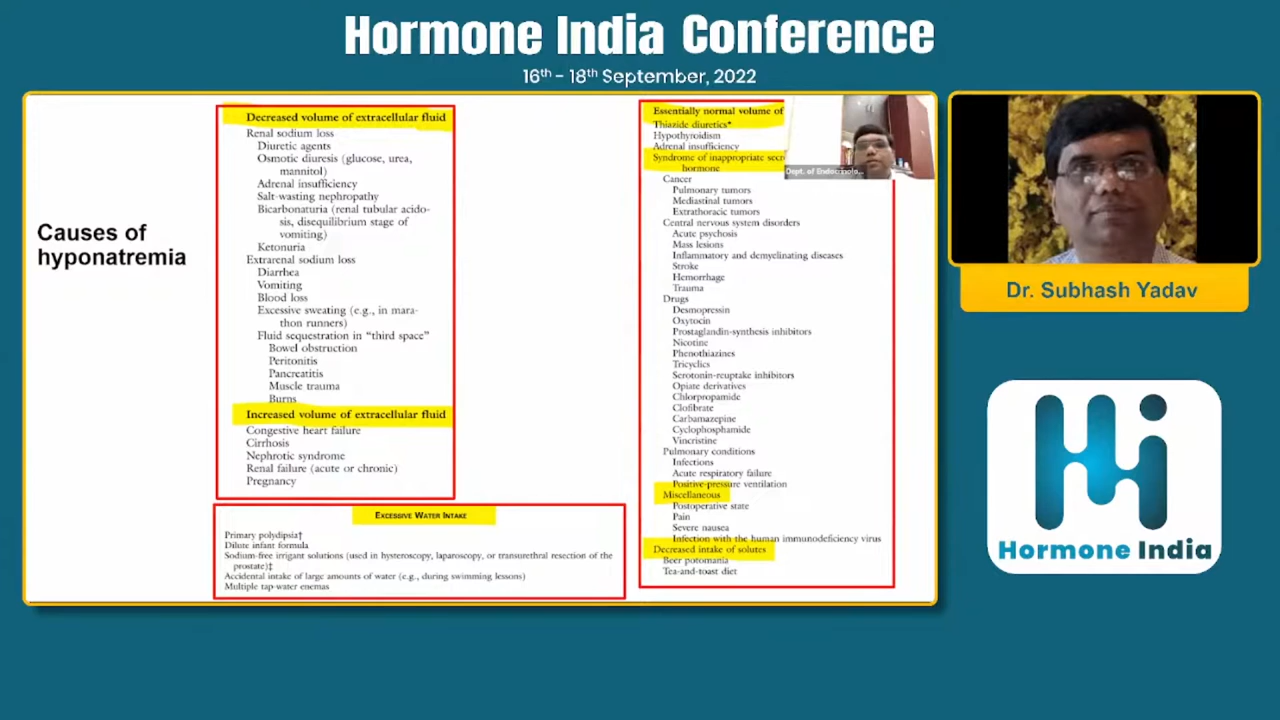 Hormone India Conference
16th - 18th September, 2022
Causes of
hyponatremia
Decreased volume of extracellular fluid
Renal sodium loss
Diuretic agents
Osmotic diuresis (glucose, urea,
mannitol)
Adrenal insufficiency
Salt-wasting nephropathy
Bicarbonaturia (renal tubular acido-
sis, disequilibrium stage of
vomiting)
Ketonuria
Extrarenal sodium loss
Diarrhea
Vomiting
Blood loss
Excessive sweating (e.g., in mara-
thon runners)
Fluid sequestration in “third space”
Bowel obstruction
Peritonitis
Pancreatitis
Muscle trauma
Burns
Increased volume of extracellular fluid
Congestive heart failure
Cirrhosis
Nephrotic syndrome
Renal failure (acute or chronic)
Pregnancy
EXCESSIVE WATER INTAKE
Primary polydipsia†
Dilute infant formula
Sodium-free irrigant solutions (used in hysteroscopy, laparoscopy, or transurethral resection of the
prostate)‡
Accidental intake of large amounts of water (e.g., during swimming lessons)
Multiple tap-water enemas
Essentially normal volume of
Thiazide diuretics*
Hypothyroidism
Adrenal insufficiency
Syndrome of inappropriate secr
hormone
Cancer
Pulmonary tumors
Mediastinal tumors
Extrathoracic tumors
Central nervous system disorders
Acute psychosis
Mass lesions
Inflammatory and demyelinating diseases
Stroke
Hemorrhage
Trauma
Drugs
Desmopressin
Oxytocin
Prostaglandin-synthesis inhibitors
Nicotine
Phenothiazines
Tricyclics
Serotonin-reuptake inhibitors
Opiate derivatives
Chlorpropamide
Clofibrate
Carbamazepine
Cyclophosphamide
Vincristine
Pulmonary conditions
Infections
Acute respiratory failure
Positive-pressure ventilation
Miscellaneous
Postoperative state
Pain
Severe nausea
Infection with the human immunodeficiency virus
Decreased intake of solutes
Beer potomania
Tea-and-toast diet
Dept. of Endocrinolo...
Dr. Subhash Yadav
Hormone India